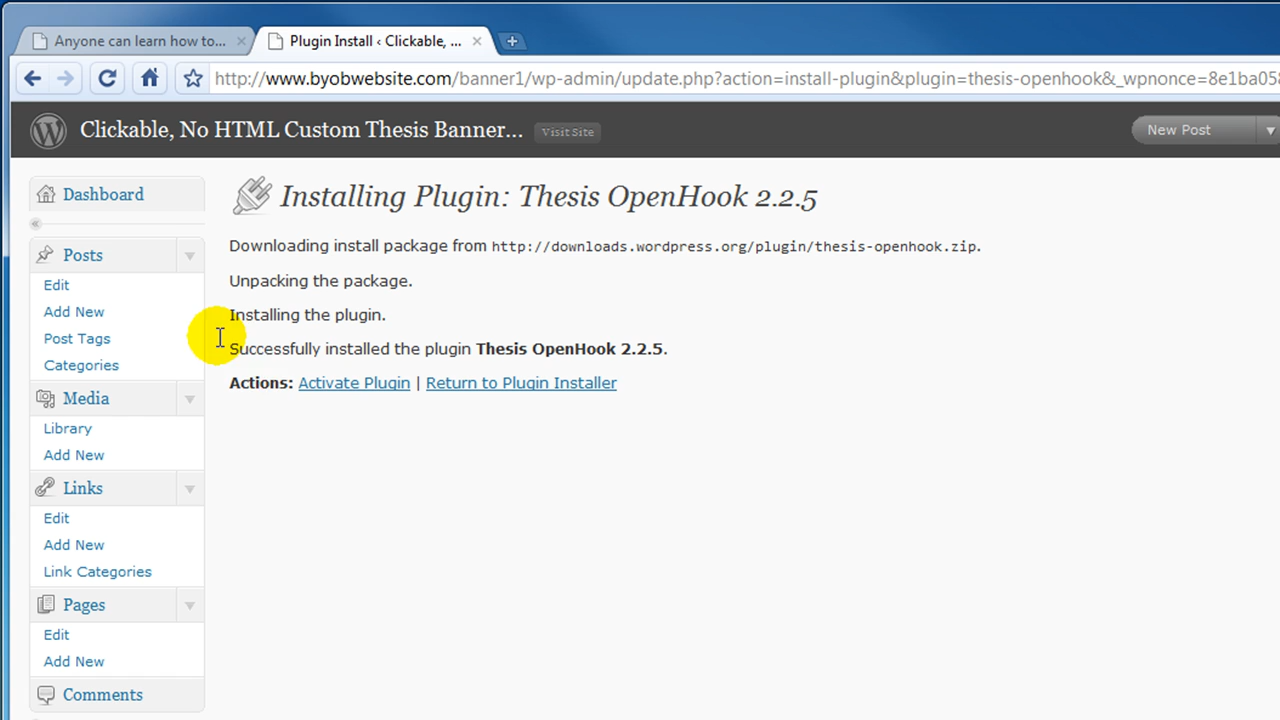 Anyone can learn how to...
Plugin Install ‹ Clickable, ...
http://www.byobwebsite.com/banner1/wp-admin/update.php?action=install-plugin&plugin=thesis-openhook&_wpnonce=8e1ba05
Clickable, No HTML Custom Thesis Banner... Visit Site
New Post
Dashboard
Posts
Edit
Add New
Post Tags
Categories
Media
Library
Add New
Links
Edit
Add New
Link Categories
Pages
Edit
Add New
Comments
Installing Plugin: Thesis OpenHook 2.2.5
Downloading install package from http://downloads.wordpress.org/plugin/thesis-openhook.zip.
Unpacking the package.
Installing the plugin.
Successfully installed the plugin Thesis OpenHook 2.2.5.
Actions: Activate Plugin | Return to Plugin Installer